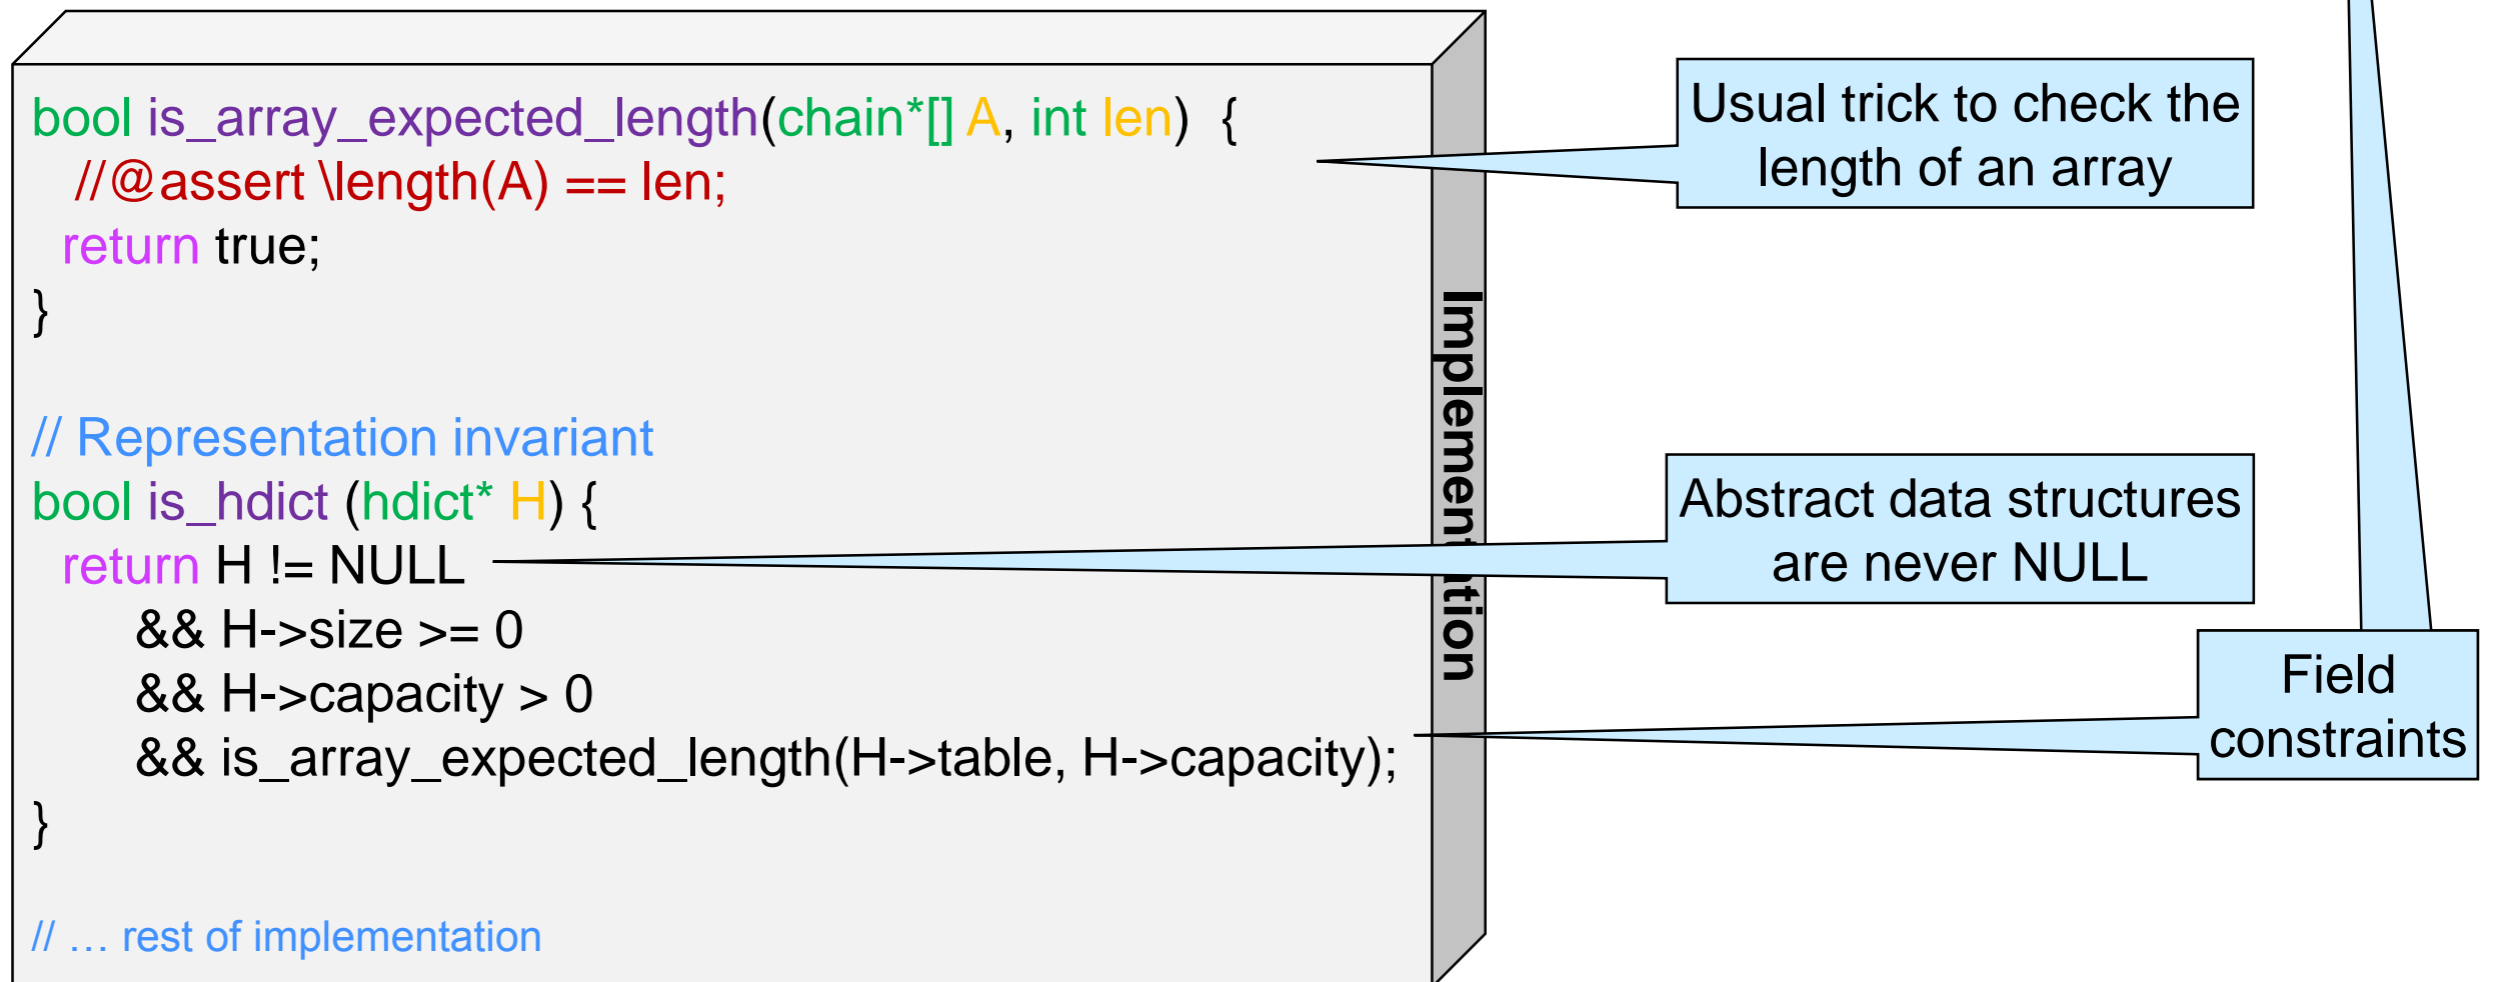 bool is_array_expected_length(chain*[] A, int len) {
//@assert \length(A) == len;
return true;
}
// Representation invariant
bool is_hdict (hdict* H) {
return H != NULL
&& H->size >= 0
&& H->capacity > 0
&& is_array_expected_length(H->table, H->capacity);
}
// … rest of implementation
Implementation
Usual trick to check the
length of an array
Abstract data structures
are never NULL
Field
constraints